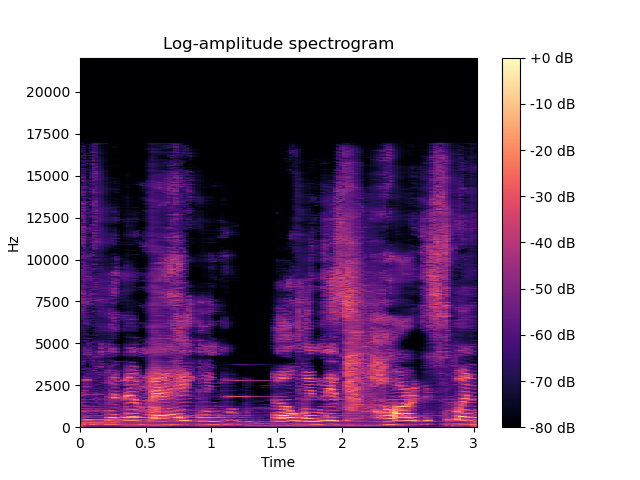 Log-amplitude spectrogram
+0 dB
20000
-10 dB
17500
-20 dB
15000
-30 dB
12500
Hz
-40 dB
10000
-50 dB
7500
-60 dB
5000
-70 dB
2500
0
-80 dB
0 0.5 1 1.5 2 2.5 3
Time